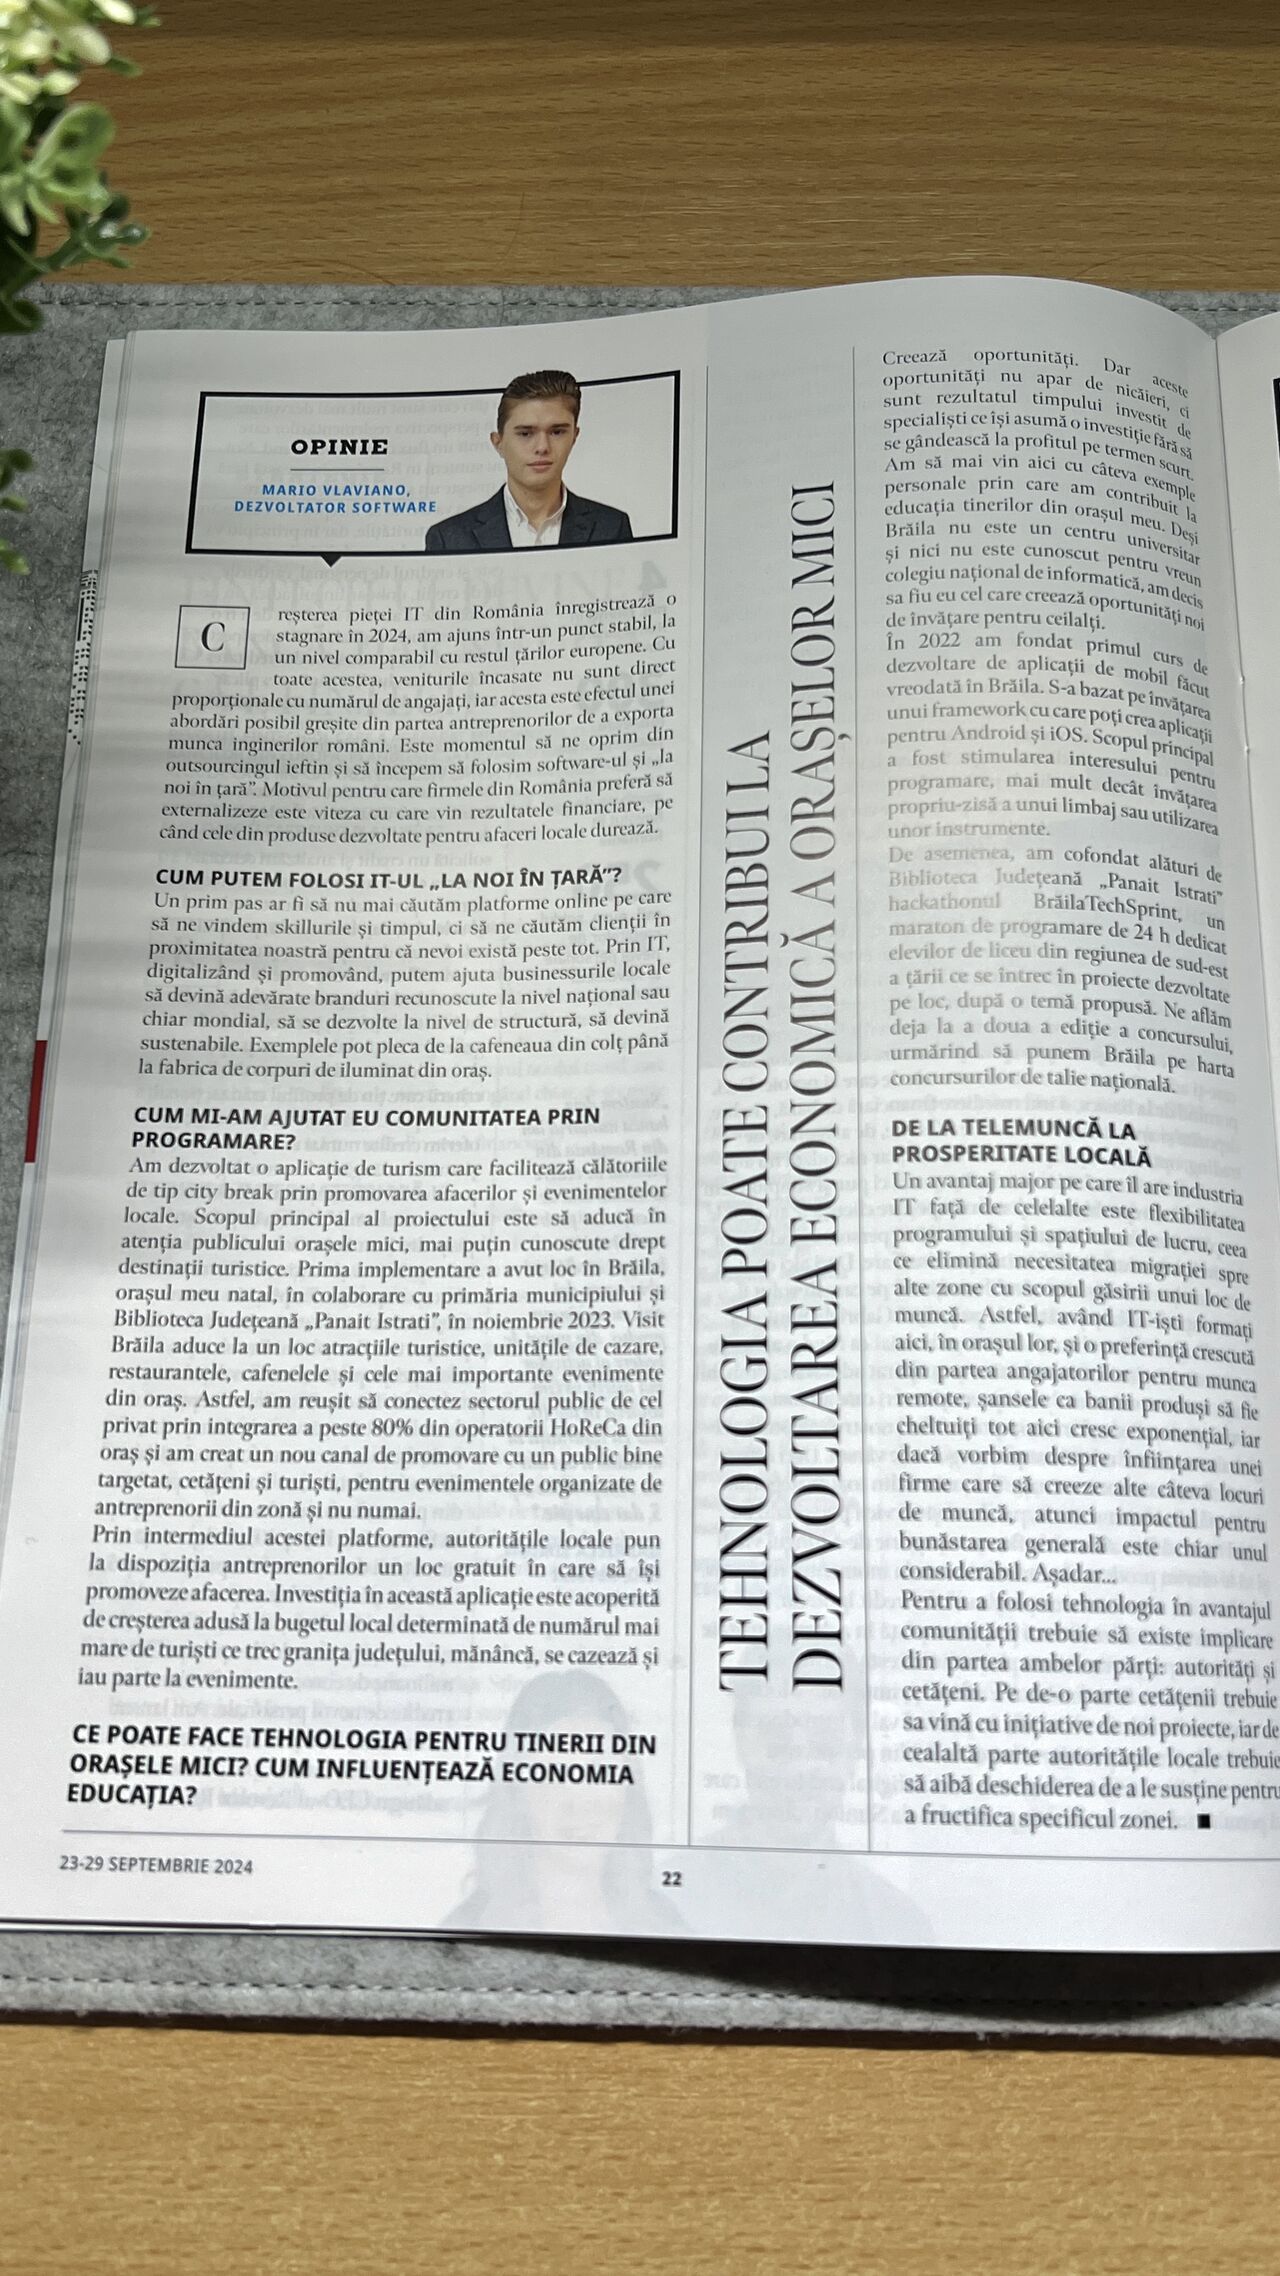 OPINIE
MARIO VLAVIANO,
DEZVOLTATOR SOFTWARE
C
reșterea pieței IT din România înregistrează o
stagnare în 2024, am ajuns într-un punct stabil, la
un nivel comparabil cu restul țărilor europene. Cu
toate acestea, veniturile încasate nu sunt direct
proporționale cu numărul de angajați, iar acesta este efectul unei
abordări posibil greșite din partea antreprenorilor de a exporta
munca inginerilor români. Este momentul să ne oprim din
outsourcingul ieftin și să începem să folosim software-ul și „la
noi în țară”. Motivul pentru care firmele din România preferă să
externalizeze este viteza cu care vin rezultatele financiare, pe
când cele din produse dezvoltate pentru afaceri locale durează.
CUM PUTEM FOLOSI IT-UL „LA NOI ÎN ȚARĂ”?
Un prim pas ar fi să nu mai căutăm platforme online pe care
să ne vindem skillurile și timpul, ci să ne căutăm clienții în
proximitatea noastră pentru că nevoi există peste tot. Prin IT,
digitalizând și promovând, putem ajuta businessurile locale
să devină adevărate branduri recunoscute la nivel național sau
chiar mondial, să se dezvolte la nivel de structură, să devină
sustenabile. Exemplele pot pleca de la cafeneaua din colț până
la fabrica de corpuri de iluminat din oraș.
CUM MI-AM AJUTAT EU COMUNITATEA PRIN
PROGRAMARE?
Am dezvoltat o aplicație de turism care facilitează călătoriile
de tip city break prin promovarea afacerilor și evenimentelor
locale. Scopul principal al proiectului este să aducă în
atenția publicului orașele mici, mai puțin cunoscute drept
destinații turistice. Prima implementare a avut loc în Brăila,
orașul meu natal, în colaborare cu primăria municipiului și
Biblioteca Județeană „Panait Istrati”, în noiembrie 2023. Visit
Brăila aduce la un loc atracțiile turistice, unitățile de cazare,
restaurantele, cafenelele și cele mai importante evenimente
din oraș. Astfel, am reușit să conectez sectorul public de cel
privat prin integrarea a peste 80% din operatorii HoReCa din
oraș și am creat un nou canal de promovare cu un public bine
targetat, cetățeni și turiști, pentru evenimentele organizate de
antreprenorii din zonă și nu numai.
Prin intermediul acestei platforme, autoritățile locale pun
la dispoziția antreprenorilor un loc gratuit în care să își
promoveze afacerea. Investiția în această aplicație este acoperită
de creșterea adusă la bugetul local determinată de numărul mai
mare de turiști ce trec granița județului, mănâncă, se cazează și
iau parte la evenimente.
CE POATE FACE TEHNOLOGIA PENTRU TINERII DIN
ORAȘELE MICI? CUM INFLUENȚEAZĂ ECONOMIA
EDUCAȚIA?
TEHNOLOGIA POATE CONTRIBUI LA
DEZVOLTAREA ECONOMICĂ A ORAȘELOR MICI
Creează oportunități. Dar aceste
oportunități nu apar de nicăieri, ci
sunt rezultatul timpului investit de
specialiști ce își asumă o investiție fără să
se gândească la profitul pe termen scurt.
Am să mai vin aici cu câteva exemple
personale prin care am contribuit la
educația tinerilor din orașul meu. Deși
Brăila nu este un centru universitar
și nici nu este cunoscut pentru vreun
colegiu național de informatică, am decis
sa fiu eu cel care creează oportunități noi
de învățare pentru ceilalți.
În 2022 am fondat primul curs de
dezvoltare de aplicații de mobil făcut
vreodată în Brăila. S-a bazat pe învățarea
unui framework cu care poți crea aplicații
pentru Android și iOS. Scopul principal
a fost stimularea interesului pentru
programare, mai mult decât învățarea
propriu-zisă a unui limbaj sau utilizarea
unor instrumente.
De asemenea, am cofondat alături de
Biblioteca Județeană „Panait Istrati”
hackathonul BrăilaTechSprint, un
maraton de programare de 24 h dedicat
elevilor de liceu din regiunea de sud-est
a țării ce se întrec în proiecte dezvoltate
pe loc, după o temă propusă. Ne aflăm
deja la a doua a ediție a concursului,
urmărind să punem Brăila pe harta
concursurilor de talie națională.
DE LA TELEMUNCĂ LA
PROSPERITATE LOCALĂ
Un avantaj major pe care îl are industria
IT față de celelalte este flexibilitatea
programului și spațiului de lucru, ceea
ce elimină necesitatea migrației spre
alte zone cu scopul găsirii unui loc de
muncă. Astfel, având IT-iști formați
aici, în orașul lor, și o preferință crescută
din partea angajatorilor pentru munca
remote, șansele ca banii produși să fie
cheltuiți tot aici cresc exponențial, iar
dacă vorbim despre înființarea unei
firme care să creeze alte câteva locuri
de muncă, atunci impactul pentru
bunăstarea generală este chiar unul
considerabil. Așadar...
Pentru a folosi tehnologia în avantajul
comunității trebuie să existe implicare
din partea ambelor părți: autorități și
cetățeni. Pe de-o parte cetățenii trebuie
sa vină cu inițiative de noi proiecte, iar de
cealaltă parte autoritățile locale trebuie
să aibă deschiderea de a le susține pentru
a fructifica specificul zonei. ■
23-29 SEPTEMBRIE 2024
22